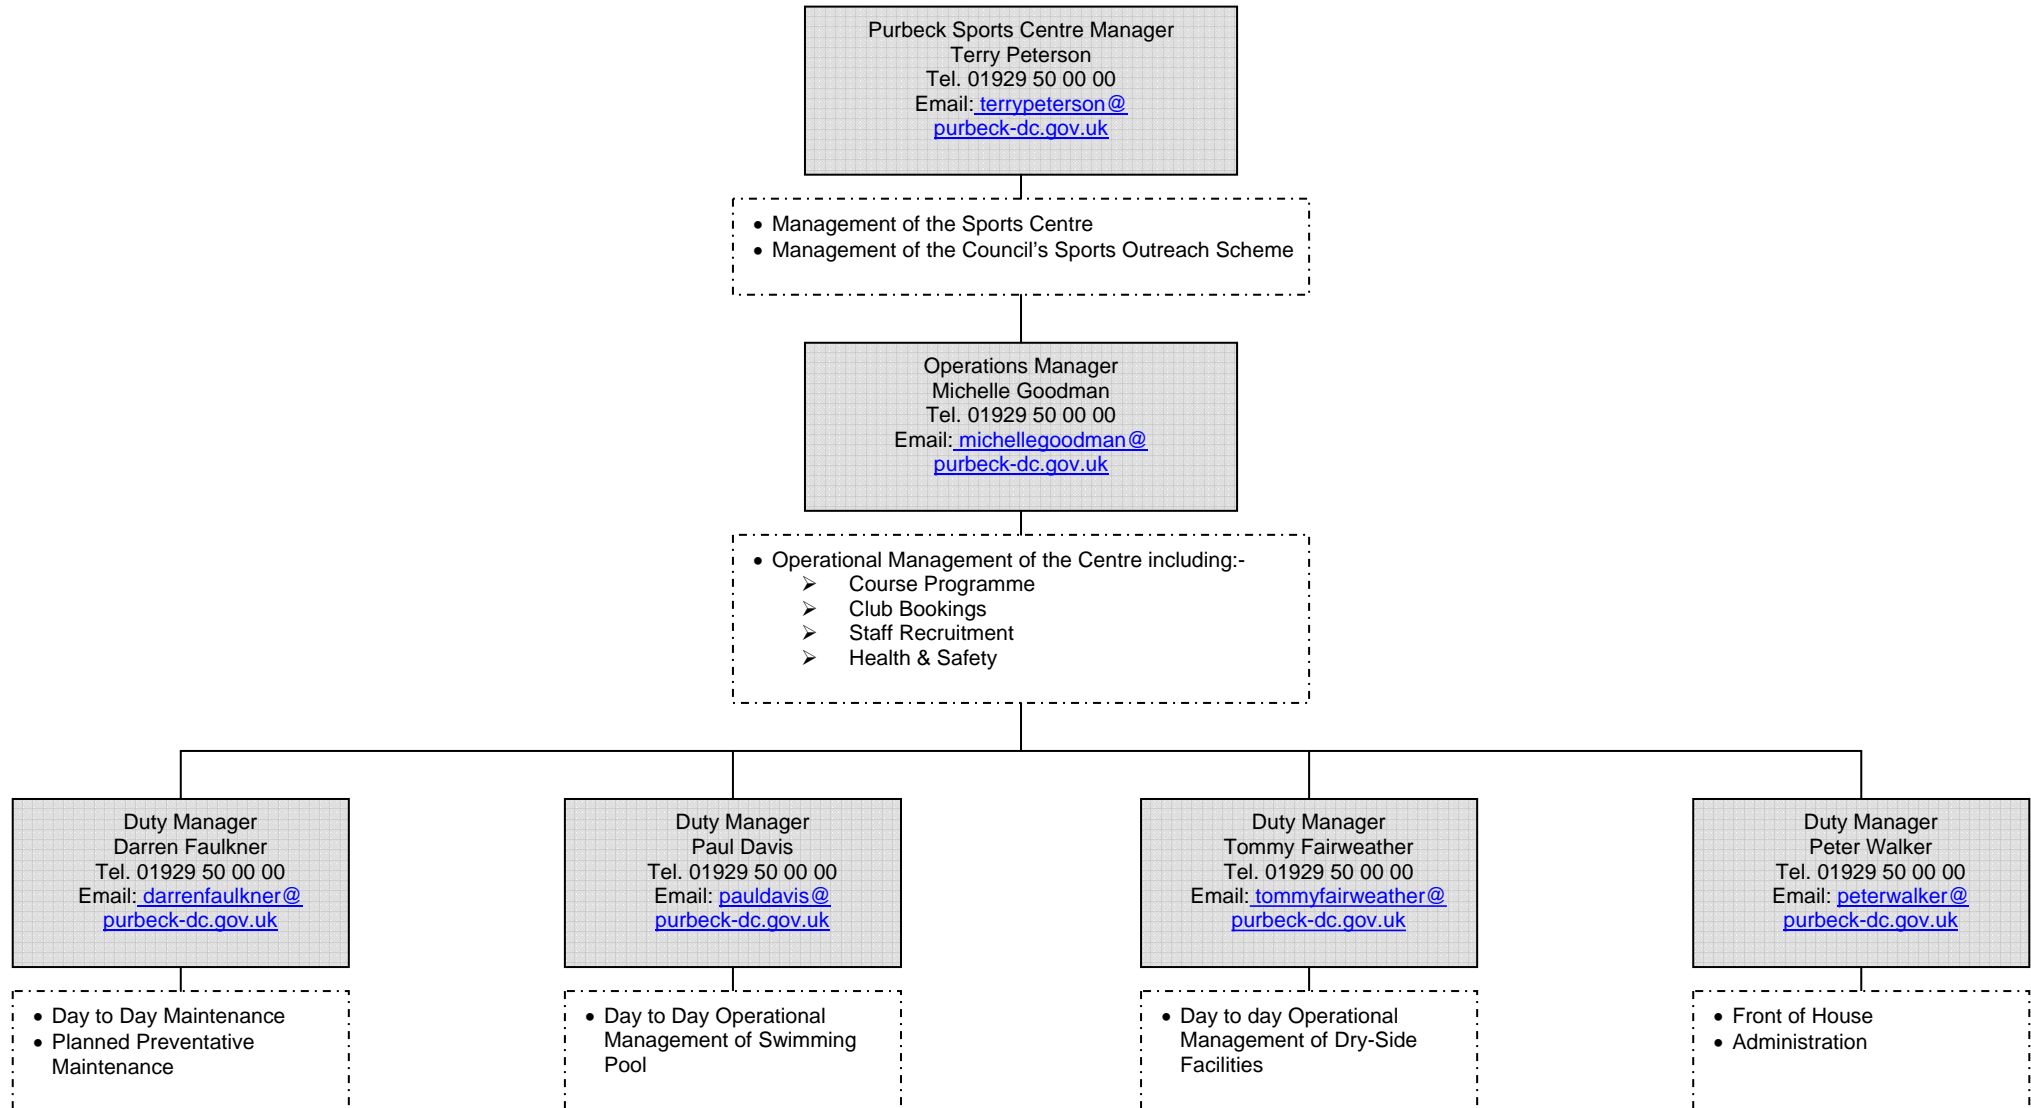 Purbeck Sports Centre Manager
Terry Peterson
Tel. 01929 50 00 00
Email: terrypeterson@
purbeck-dc.gov.uk
• Management of the Sports Centre
• Management of the Council's Sports Outreach Scheme
Operations Manager
Michelle Goodman
Tel. 01929 50 00 00
Email: michellegoodman@
purbeck-dc.gov.uk
• Operational Management of the Centre including:-
➢ Course Programme
➢ Club Bookings
➢ Staff Recruitment
➢ Health & Safety
Duty Manager
Darren Faulkner
Tel. 01929 50 00 00
Email: darrenfaulkner@
purbeck-dc.gov.uk
• Day to Day Maintenance
• Planned Preventative
Maintenance
Duty Manager
Paul Davis
Tel. 01929 50 00 00
Email: pauldavis@
purbeck-dc.gov.uk
• Day to Day Operational
Management of Swimming
Pool
Duty Manager
Tommy Fairweather
Tel. 01929 50 00 00
Email: tommyfairweather@
purbeck-dc.gov.uk
• Day to day Operational
Management of Dry-Side
Facilities
Duty Manager
Peter Walker
Tel. 01929 50 00 00
Email: peterwalker@
purbeck-dc.gov.uk
• Front of House
• Administration